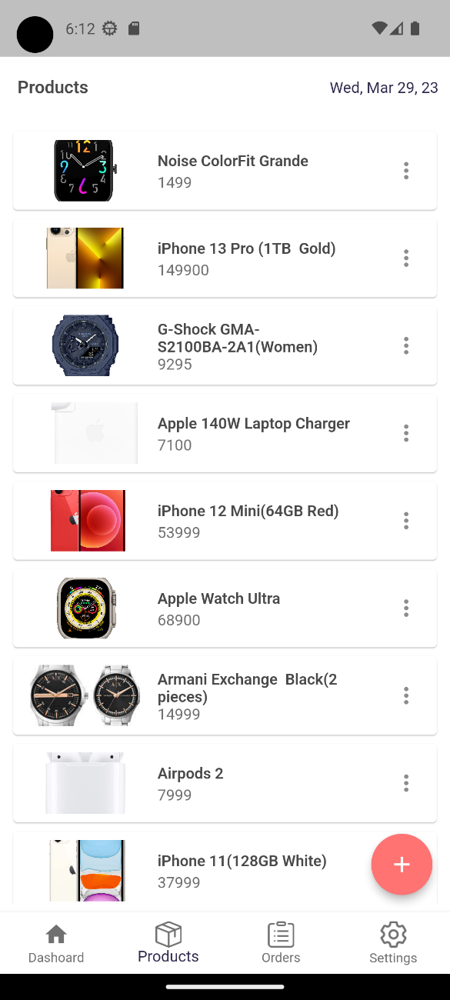 6:12
Products
Wed, Mar 29, 23
Noise ColorFit Grande
1499
iPhone 13 Pro (1TB  Gold)
149900
G-Shock GMA-
S2100BA-2A1(Women)
9295
Apple 140W Laptop Charger
7100
iPhone 12 Mini(64GB Red)
53999
Apple Watch Ultra
68900
Armani Exchange  Black(2
pieces)
14999
Airpods 2
7999
iPhone 11(128GB White)
37999
+
Dashoard
Products
Orders
Settings